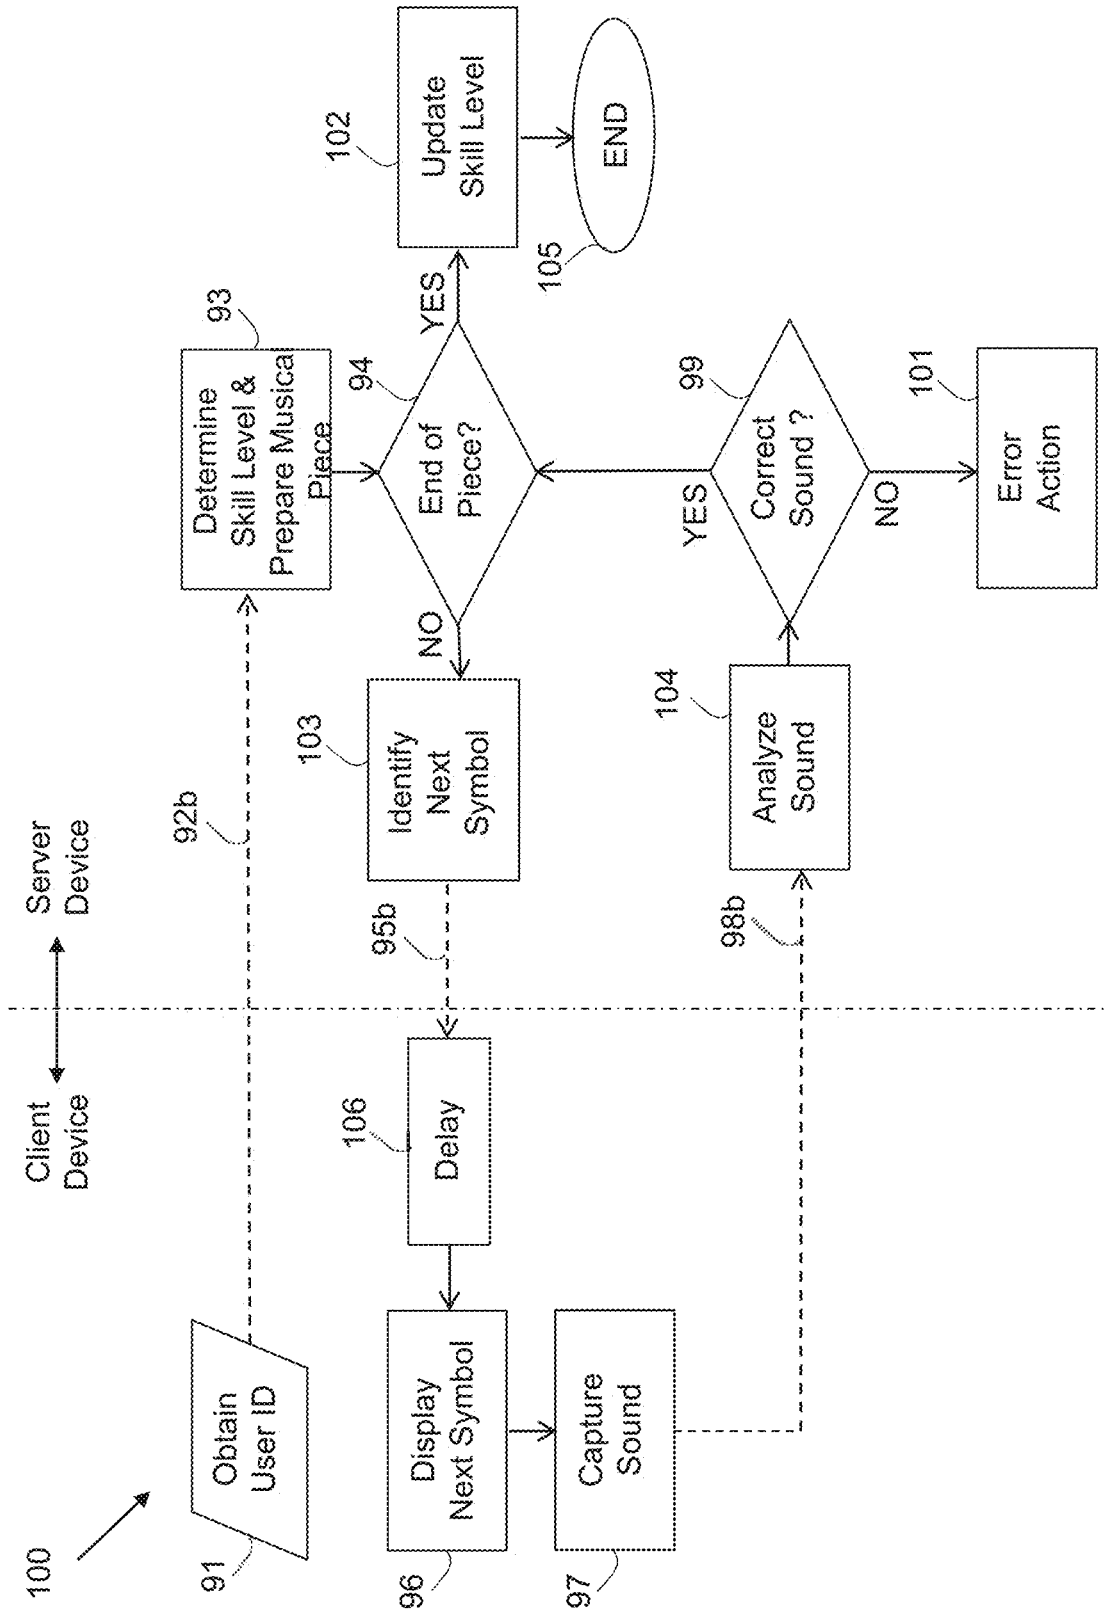 100
Client
Device
Server
Device
91
Obtain
User ID
92b
93
Determine
Skill Level &
Prepare Musica
Piece
96
Display
Next Symbol
106
Delay
95b
103
Identify
Next
Symbol
NO
94
End of
Piece?
YES
102
Update
Skill Level
105
END
97
Capture
Sound
98b
104
Analyze
Sound
99
Correct
Sound ?
YES
NO
101
Error
Action